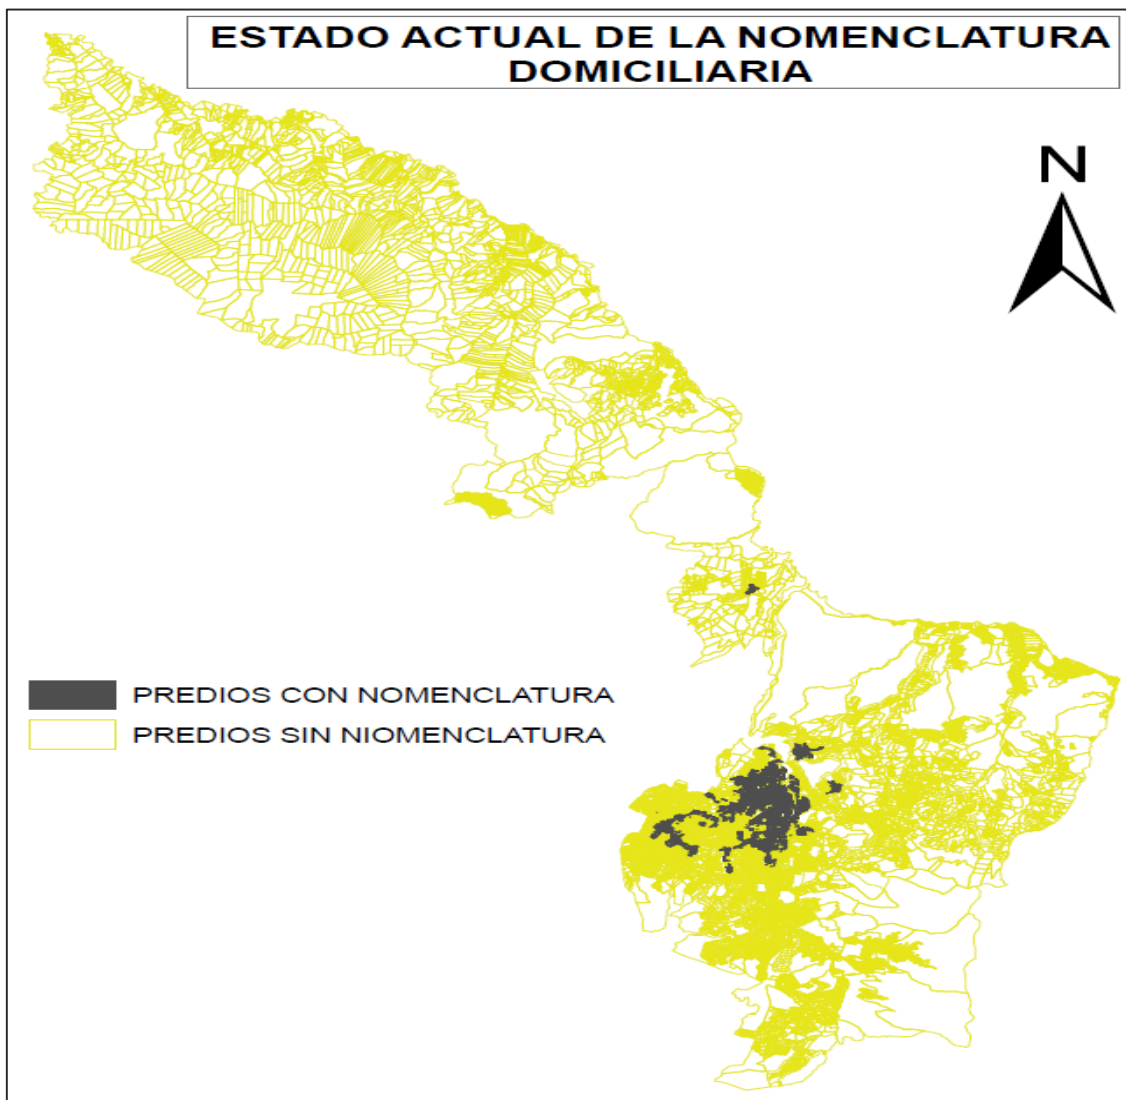 ESTADO ACTUAL DE LA NOMENCLATURA
DOMICILIARIA
N
PREDIOS CON NOMENCLATURA
PREDIOS SIN NIOMENCLATURA